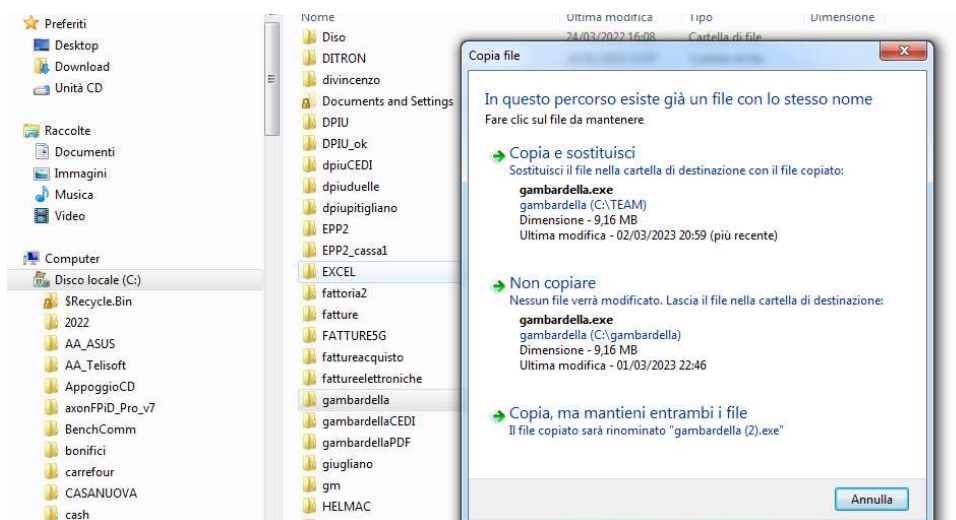 Preferiti
Desktop
Download
Unità CD
Raccolte
Documenti
Immagini
Musica
Video
Computer
Disco locale (C:)
$Recycle.Bin
2022
AA_ASUS
AA_Telisoft
AppoggioCD
axonFPiD_Pro_v7
BenchComm
bonifici
carrefour
CASANUOVA
cash
Nome Ultima modifica Tipo Dimensione
Diso 24/03/2022 16:08 Cartella di file
DITRON
divincenzo
Documents and Settings
DPIU
DPIU_ok
dpiuCEDI
dpiuduelle
dpiupitigliano
EPP2
EPP2_cassa1
EXCEL
fattoria2
fatture
FATTURE5G
fattureacquisto
fattureelettroniche
gambardella
gambardellaCEDI
gambardellaPDF
giugliano
gm
HELMAC
Copia file
In questo percorso esiste già un file con lo stesso nome
Fare clic sul file da mantenere
Copia e sostituisci
Sostituisci il file nella cartella di destinazione con il file copiato:
gambardella.exe
gambardella (C:\TEAM)
Dimensione - 9,16 MB
Ultima modifica - 02/03/2023 20:59 (più recente)
Non copiare
Nessun file verrà modificato. Lascia il file nella cartella di destinazione:
gambardella.exe
gambardella (C:\gambardella)
Dimensione - 9,16 MB
Ultima modifica - 01/03/2023 22:46
Copia, ma mantieni entrambi i file
Il file copiato sarà rinominato "gambardella (2).exe"
Annulla